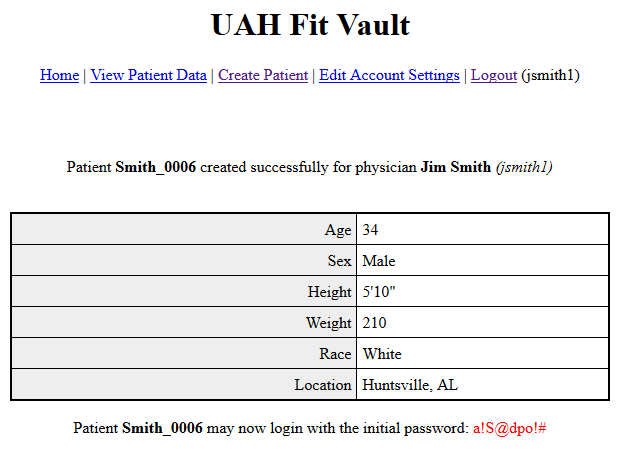 UAH Fit Vault
Home | View Patient Data | Create Patient | Edit Account Settings | Logout (jsmith1)
Patient Smith_0006 created successfully for physician Jim Smith (jsmith1)
Age 34
Sex Male
Height 5'10"
Weight 210
Race White
Location Huntsville, AL
Patient Smith_0006 may now login with the initial password: a!S@dpo!#